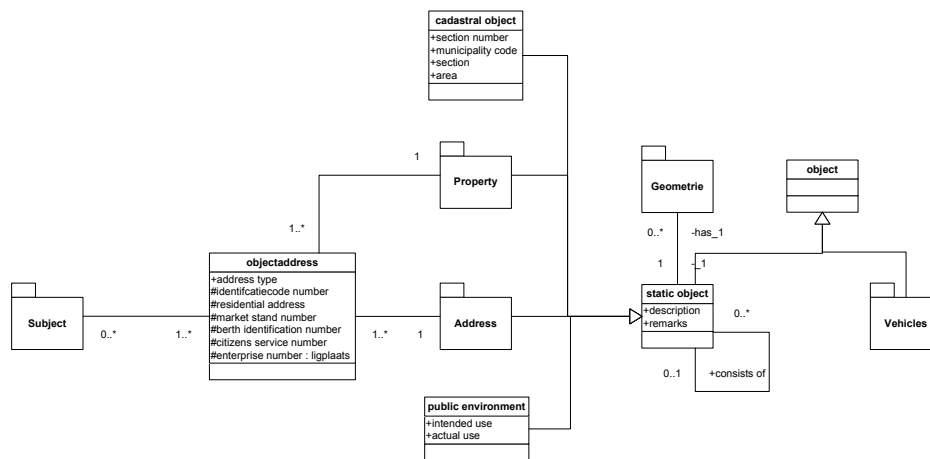 cadastral object
+section number
+municipality code
+section
+area
Property
1
1..*
Geometrie
0..*
-has_1
1
-_1
object
objectaddress
+address type
#identifcatiecode number
#residential address
#market stand number
#berth identification number
#citizens service number
#enterprise number : ligplaats
Subject
0..*
1..*
1..*
1
Address
static object
+description
+remarks
0..*
0..1
+consists of
Vehicles
public environment
+intended use
+actual use